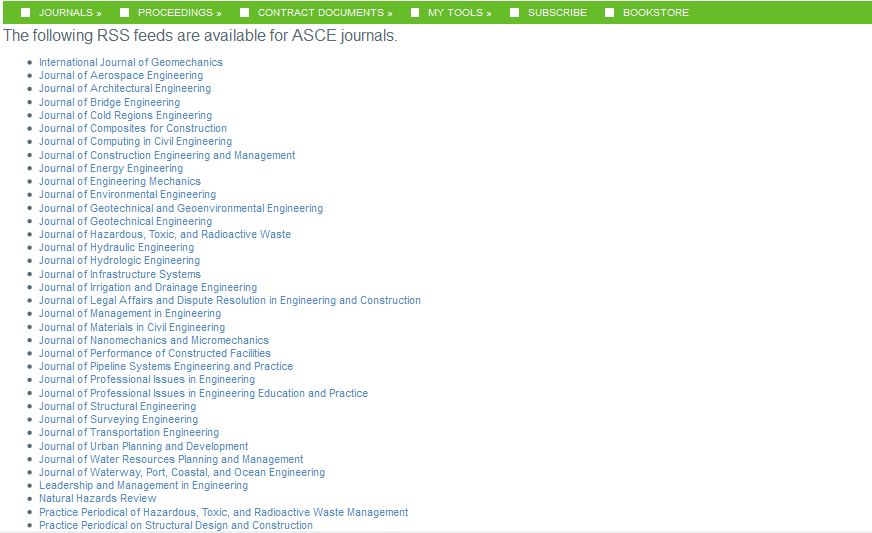 JOURNALS » PROCEEDINGS » CONTRACT DOCUMENTS » MY TOOLS » SUBSCRIBE BOOKSTORE
The following RSS feeds are available for ASCE journals.
International Journal of Geomechanics
Journal of Aerospace Engineering
Journal of Architectural Engineering
Journal of Bridge Engineering
Journal of Cold Regions Engineering
Journal of Composites for Construction
Journal of Computing in Civil Engineering
Journal of Construction Engineering and Management
Journal of Energy Engineering
Journal of Engineering Mechanics
Journal of Environmental Engineering
Journal of Geotechnical and Geoenvironmental Engineering
Journal of Geotechnical Engineering
Journal of Hazardous, Toxic, and Radioactive Waste
Journal of Hydraulic Engineering
Journal of Hydrologic Engineering
Journal of Infrastructure Systems
Journal of Irrigation and Drainage Engineering
Journal of Legal Affairs and Dispute Resolution in Engineering and Construction
Journal of Management in Engineering
Journal of Materials in Civil Engineering
Journal of Nanomechanics and Micromechanics
Journal of Performance of Constructed Facilities
Journal of Pipeline Systems Engineering and Practice
Journal of Professional Issues in Engineering
Journal of Professional Issues in Engineering Education and Practice
Journal of Structural Engineering
Journal of Surveying Engineering
Journal of Transportation Engineering
Journal of Urban Planning and Development
Journal of Water Resources Planning and Management
Journal of Waterway, Port, Coastal, and Ocean Engineering
Leadership and Management in Engineering
Natural Hazards Review
Practice Periodical of Hazardous, Toxic, and Radioactive Waste Management
Practice Periodical on Structural Design and Construction